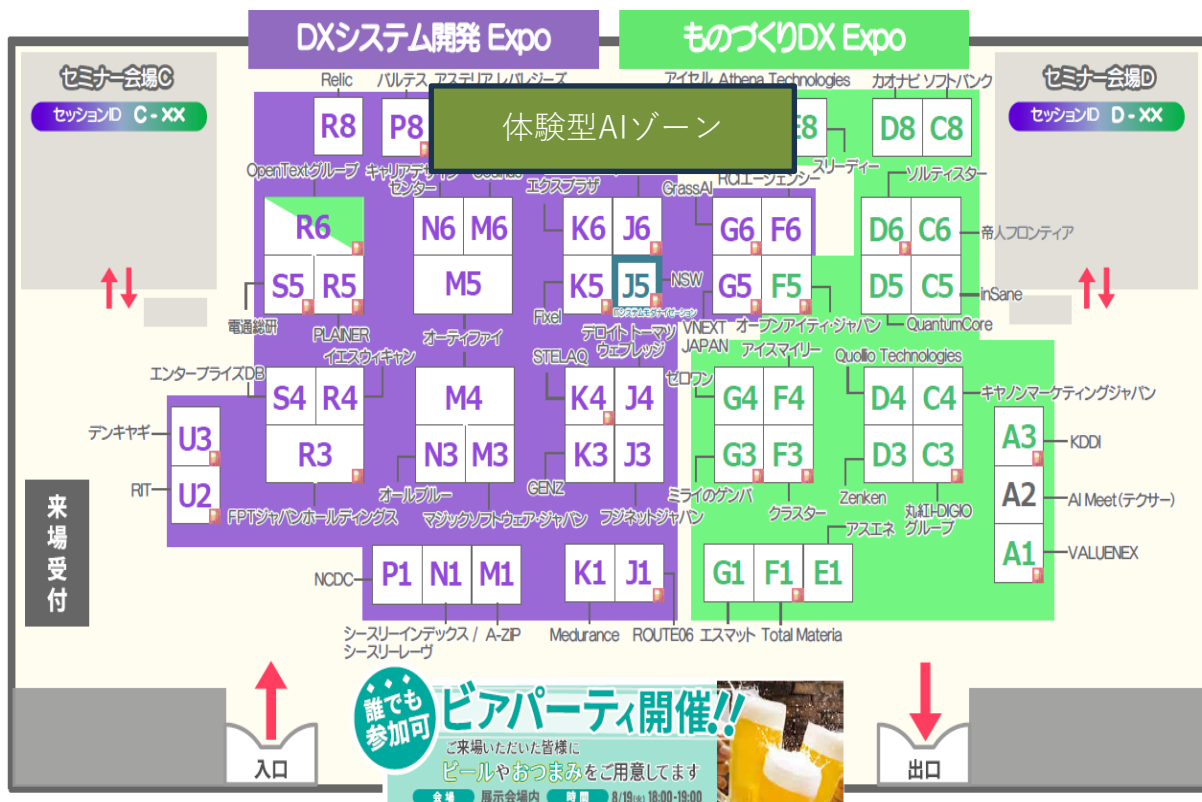 DXシステム開発 Expo
ものづくりDX Expo
セミナー会場C
セッションID C-XX
セミナー会場D
セッションID D-XX
Relic
バルテス
アステリア
レバレジーズ
アイセル
Athena Technologies
カオナビ
ソフトバンク
R8
P8
体験型AIゾーン
E8
D8
C8
スリーディー
OpenTextグループ
キャリアデザイン
センター
エクスプラザ
GrassAI
RCIエージェンシー
ソルティスター
R6
N6
M6
K6
J6
G6
F6
D6
C6
帝人フロンティア
S5
R5
M5
K5
J5
NSW
G5
F5
D5
C5
inSane
電通総研
PLAINER
オーティファイ
Fixel
デロイト トーマツ
ウェブレッジ
VNEXT
JAPAN
オープンアイティ・ジャパン
QuantumCore
イエスウィキャン
エンタープライズDB
STELAQ
ゼロワン
アイスマイリー
Quollio Technologies
キヤノンマーケティングジャパン
S4
R4
M4
K4
J4
G4
F4
D4
C4
デンキヤギ
U3
R3
N3
M3
K3
J3
G3
F3
D3
C3
A3
KDDI
RIT
U2
A2
AI Meet(テクサー)
FPTジャパンホールディングス
オールブルー
マジックソフトウェア・ジャパン
GENZ
フジネットジャパン
ミライのゲンバ
クラスター
Zenken
丸紅I-DIGIO
グループ
アスエネ
A1
VALUENEX
来場受付
NCDC
P1
N1
M1
K1
J1
G1
F1
E1
シースリーインデックス /
シースリーレーヴ
A-ZIP
Medurance
ROUTE06
エスマット
Total Materia
誰でも
参加可
ビアパーティ開催!!
ご来場いただいた皆様に
ビールやおつまみをご用意してます
会場 展示会場内 時間 8/19(水) 18:00-19:00
入口
出口